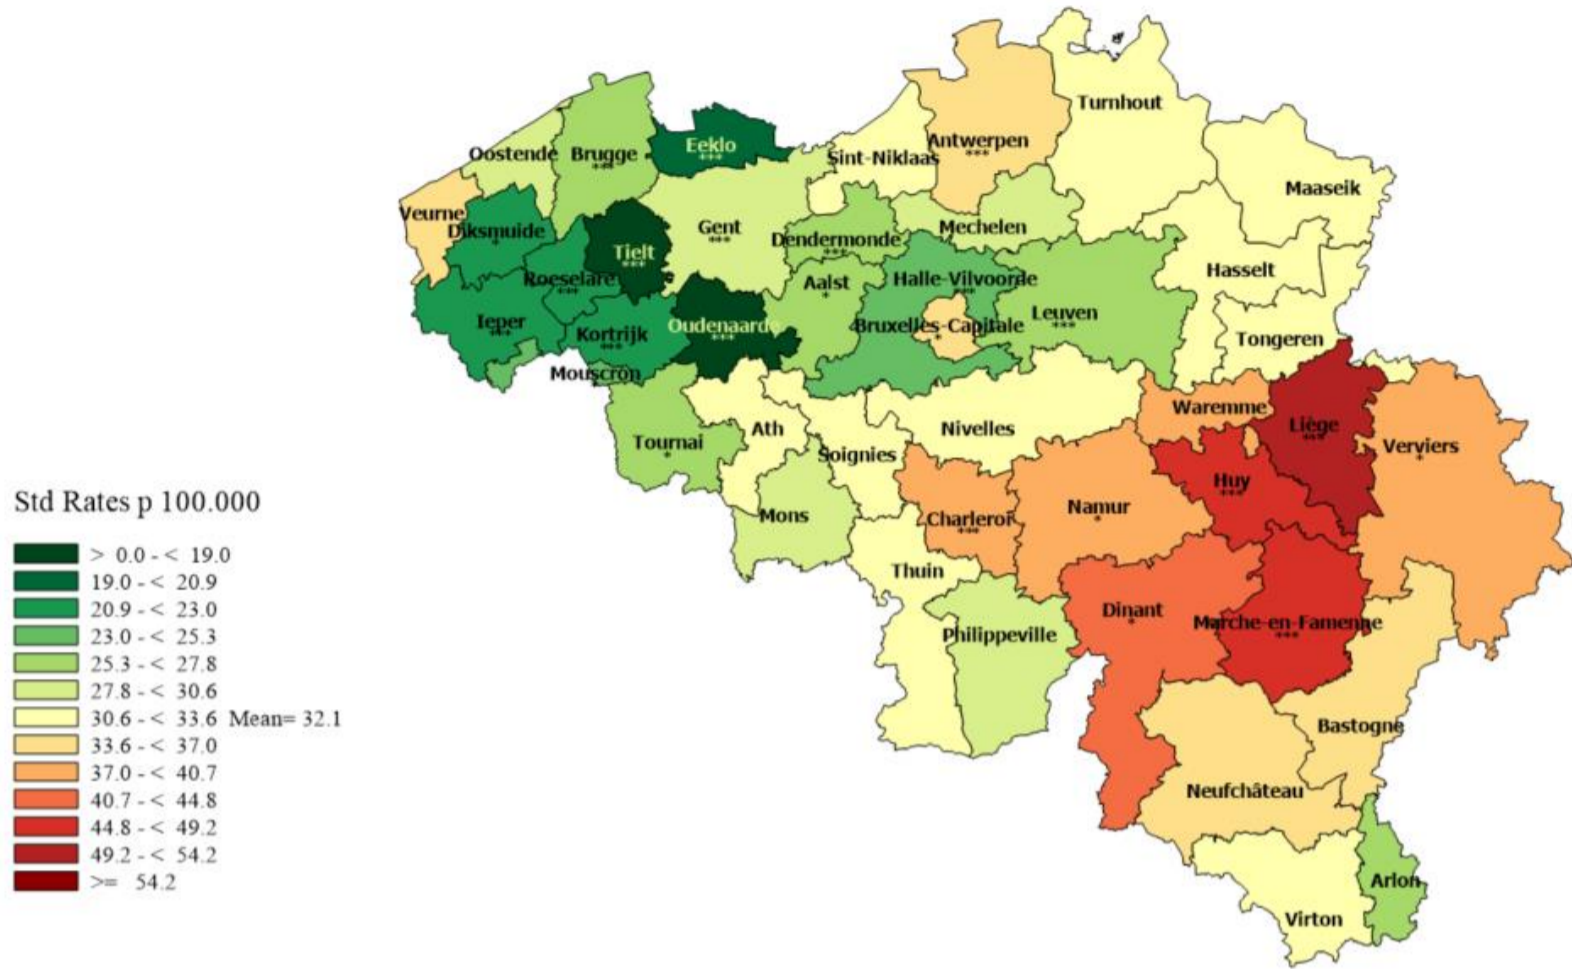 Turnhout
Antwerpen
***
Eeklo
***
Oostende
Brugge
***
Sint-Niklaas
Maaseik
Veurne
Diksmuide
*
Gent
***
Mechelen
Dendermonde
***
Tielt
***
Roeselare
***
Aalst
*
Halle-Vilvoorde
***
Hasselt
Ieper
***
Kortrijk
***
Oudenaarde
***
Bruxelles-Capitale
*
Leuven
***
Tongeren
Mouscron
*
Waremme
Liège
***
Ath
Nivelles
Tournai
*
Soignies
Verviers
*
Huy
***
Std Rates p 100.000
Mons
Charleroi
***
Namur
*
> 0.0 - < 19.0
19.0 - < 20.9
20.9 - < 23.0
23.0 - < 25.3
25.3 - < 27.8
27.8 - < 30.6
30.6 - < 33.6 Mean= 32.1
33.6 - < 37.0
37.0 - < 40.7
40.7 - < 44.8
44.8 - < 49.2
49.2 - < 54.2
>= 54.2
Thuin
Dinant
*
Marche-en-Famenne
***
Philippeville
Bastogne
Neufchâteau
Arlon
Virton